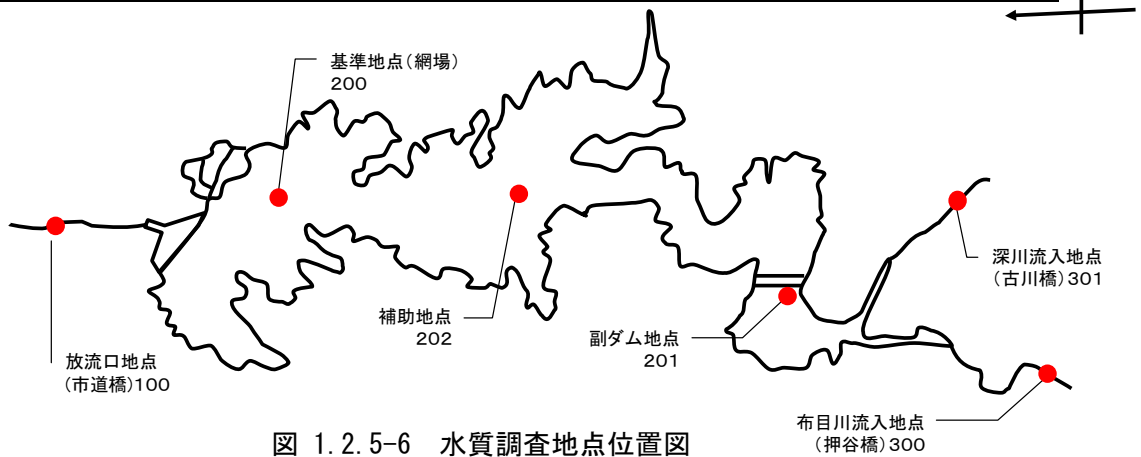 基準地点(網場)
200
深川流入地点
(古川橋)301
補助地点
202
副ダム地点
201
放流口地点
(市道橋)100
布目川流入地点
(押谷橋)300
図 1.2.5-6 水質調査地点位置図